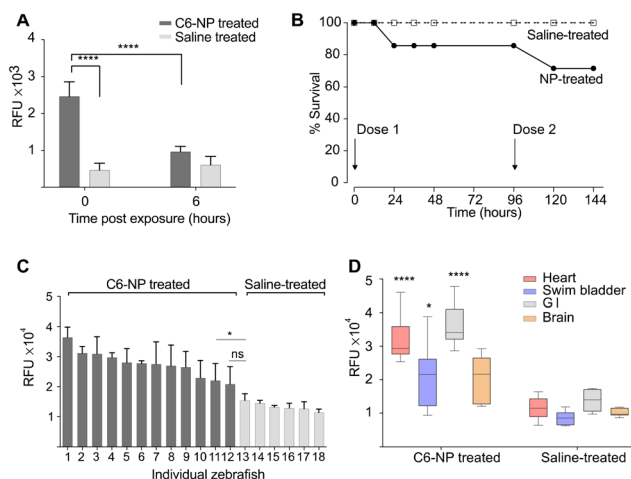 A
C6-NP treated
Saline treated
****
****
RFU ×10³
4
3
2
1
0
6
Time post exposure (hours)
B
Saline-treated
NP-treated
% Survival
100
80
60
40
20
0
Dose 1
Dose 2
0
24
48
72
96
120
144
Time (hours)
C
C6-NP treated
Saline-treated
*
ns
RFU ×10⁴
5
4
3
2
1
1 2 3 4 5 6 7 8 9 10 11 12 13 14 15 16 17 18
Individual zebrafish
D
Heart
Swim bladder
G I
Brain
****
*
****
RFU ×10⁴
5
4
3
2
1
C6-NP treated
Saline-treated